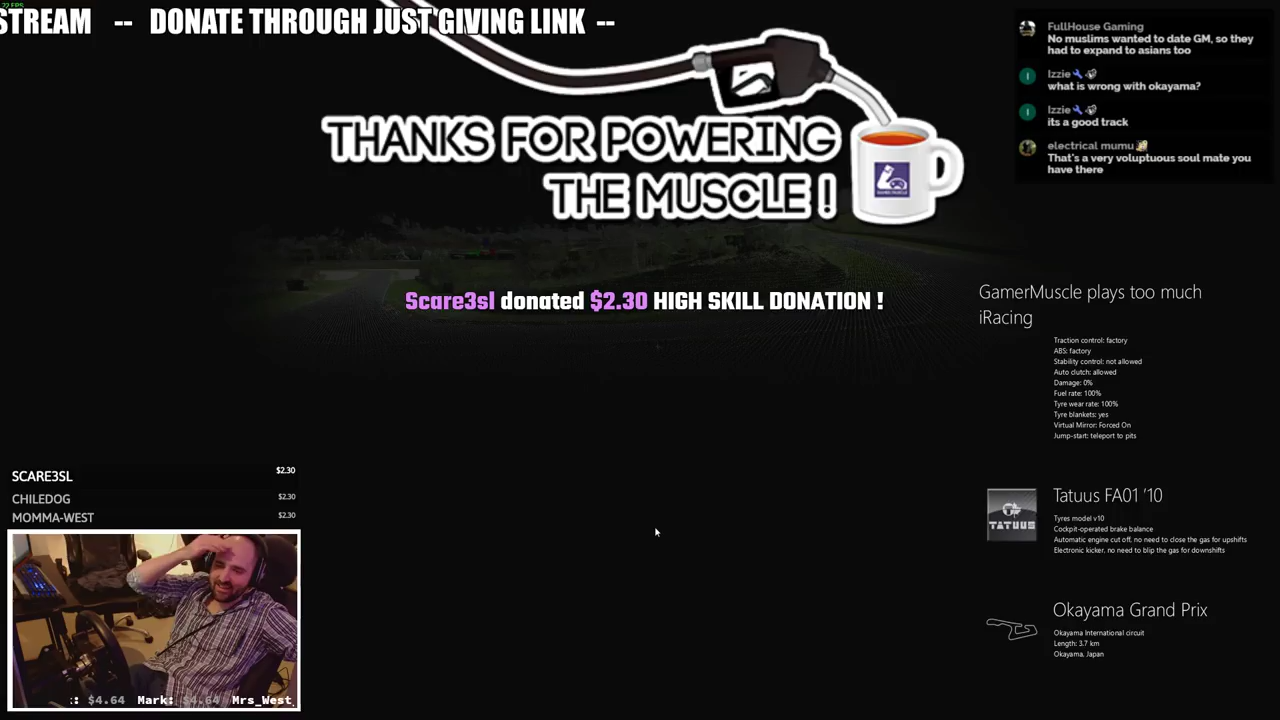 22 FPS
STREAM -- DONATE THROUGH JUST GIVING LINK --
THANKS FOR POWERING
THE MUSCLE !
Scare3sl donated $2.30 HIGH SKILL DONATION !
FullHouse Gaming
No muslims wanted to date GM, so they
had to expand to asians too
Izzie
what is wrong with okayama?
Izzie
its a good track
electrical mumu
That's a very voluptuous soul mate you
have there
GamerMuscle plays too much
iRacing
Traction control: factory
ABS: factory
Stability control: not allowed
Auto clutch: allowed
Damage: 0%
Fuel rate: 100%
Tyre wear rate: 100%
Tyre blankets: yes
Virtual Mirror: Forced On
Jump-start: teleport to pits
TATUUS
Tatuus FA01 '10
Tyres model v10
Cockpit-operated brake balance
Automatic engine cut off, no need to close the gas for upshifts
Electronic kicker, no need to blip the gas for downshifts
Okayama Grand Prix
Okayama International circuit
Length: 3.7 km
Okayama, Japan
SCARE3SL $2.30
CHILEDOG $2.30
MOMMA-WEST $2.30
: $4.64 Mark: $4.64 Mrs_West_